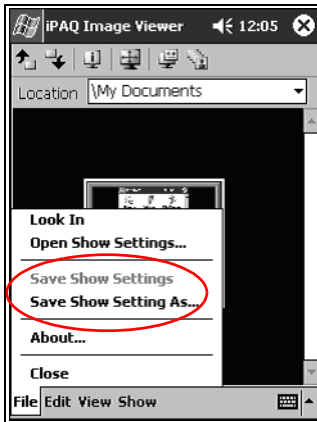 iPAQ Image Viewer 12:05
Location \My Documents
Look In
Open Show Settings...
Save Show Settings
Save Show Setting As...
About...
Close
File Edit View Show